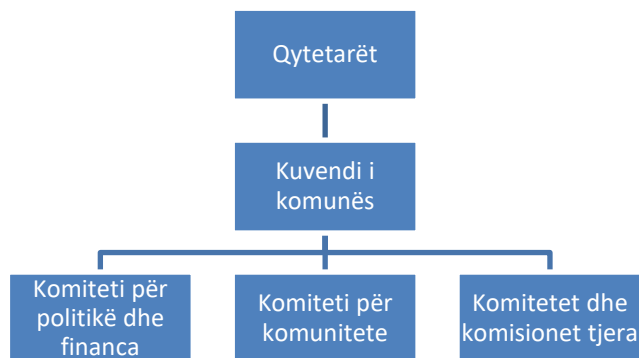 Qytetarët
Kuvendi i
komunës
Komiteti për
politikë dhe
financa
Komiteti për
komunitete
Komitetet dhe
komisionet tjera